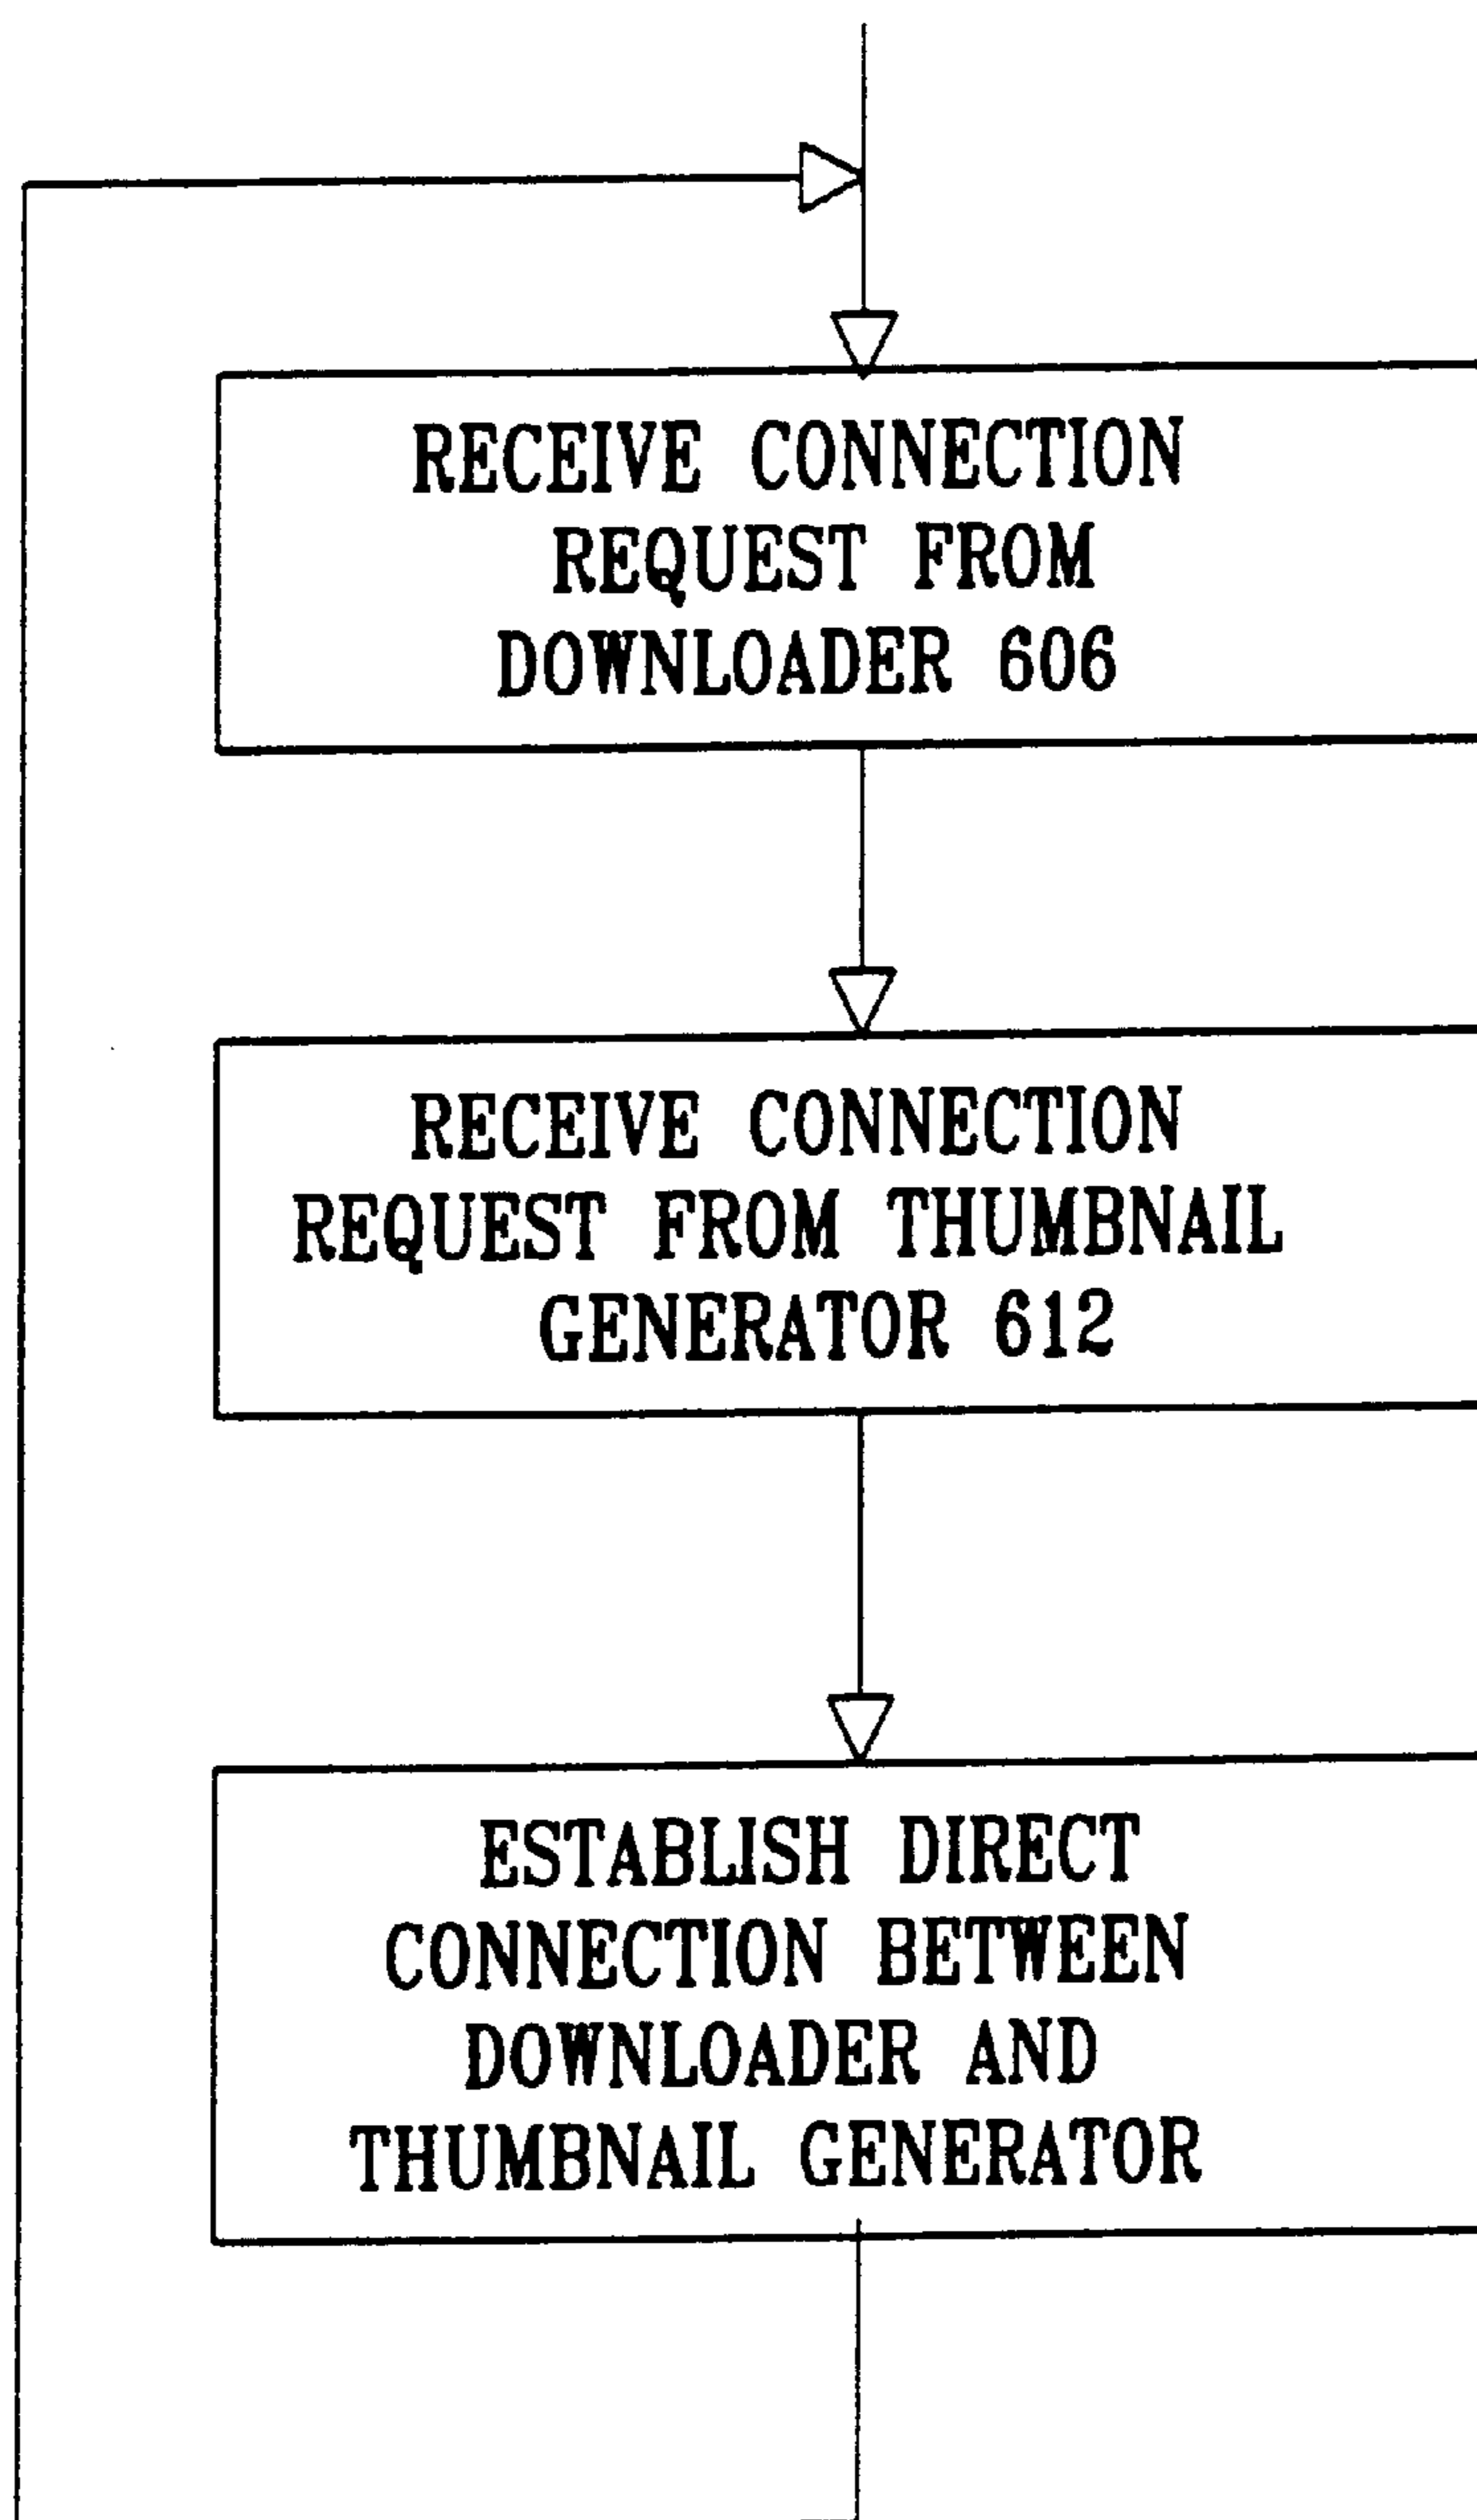 RECEIVE CONNECTION
REQUEST FROM
DOWNLOADER 606
RECEIVE CONNECTION
REQUEST FROM THUMBNAIL
GENERATOR 612
ESTABLISH DIRECT
CONNECTION BETWEEN
DOWNLOADER AND
THUMBNAIL GENERATOR